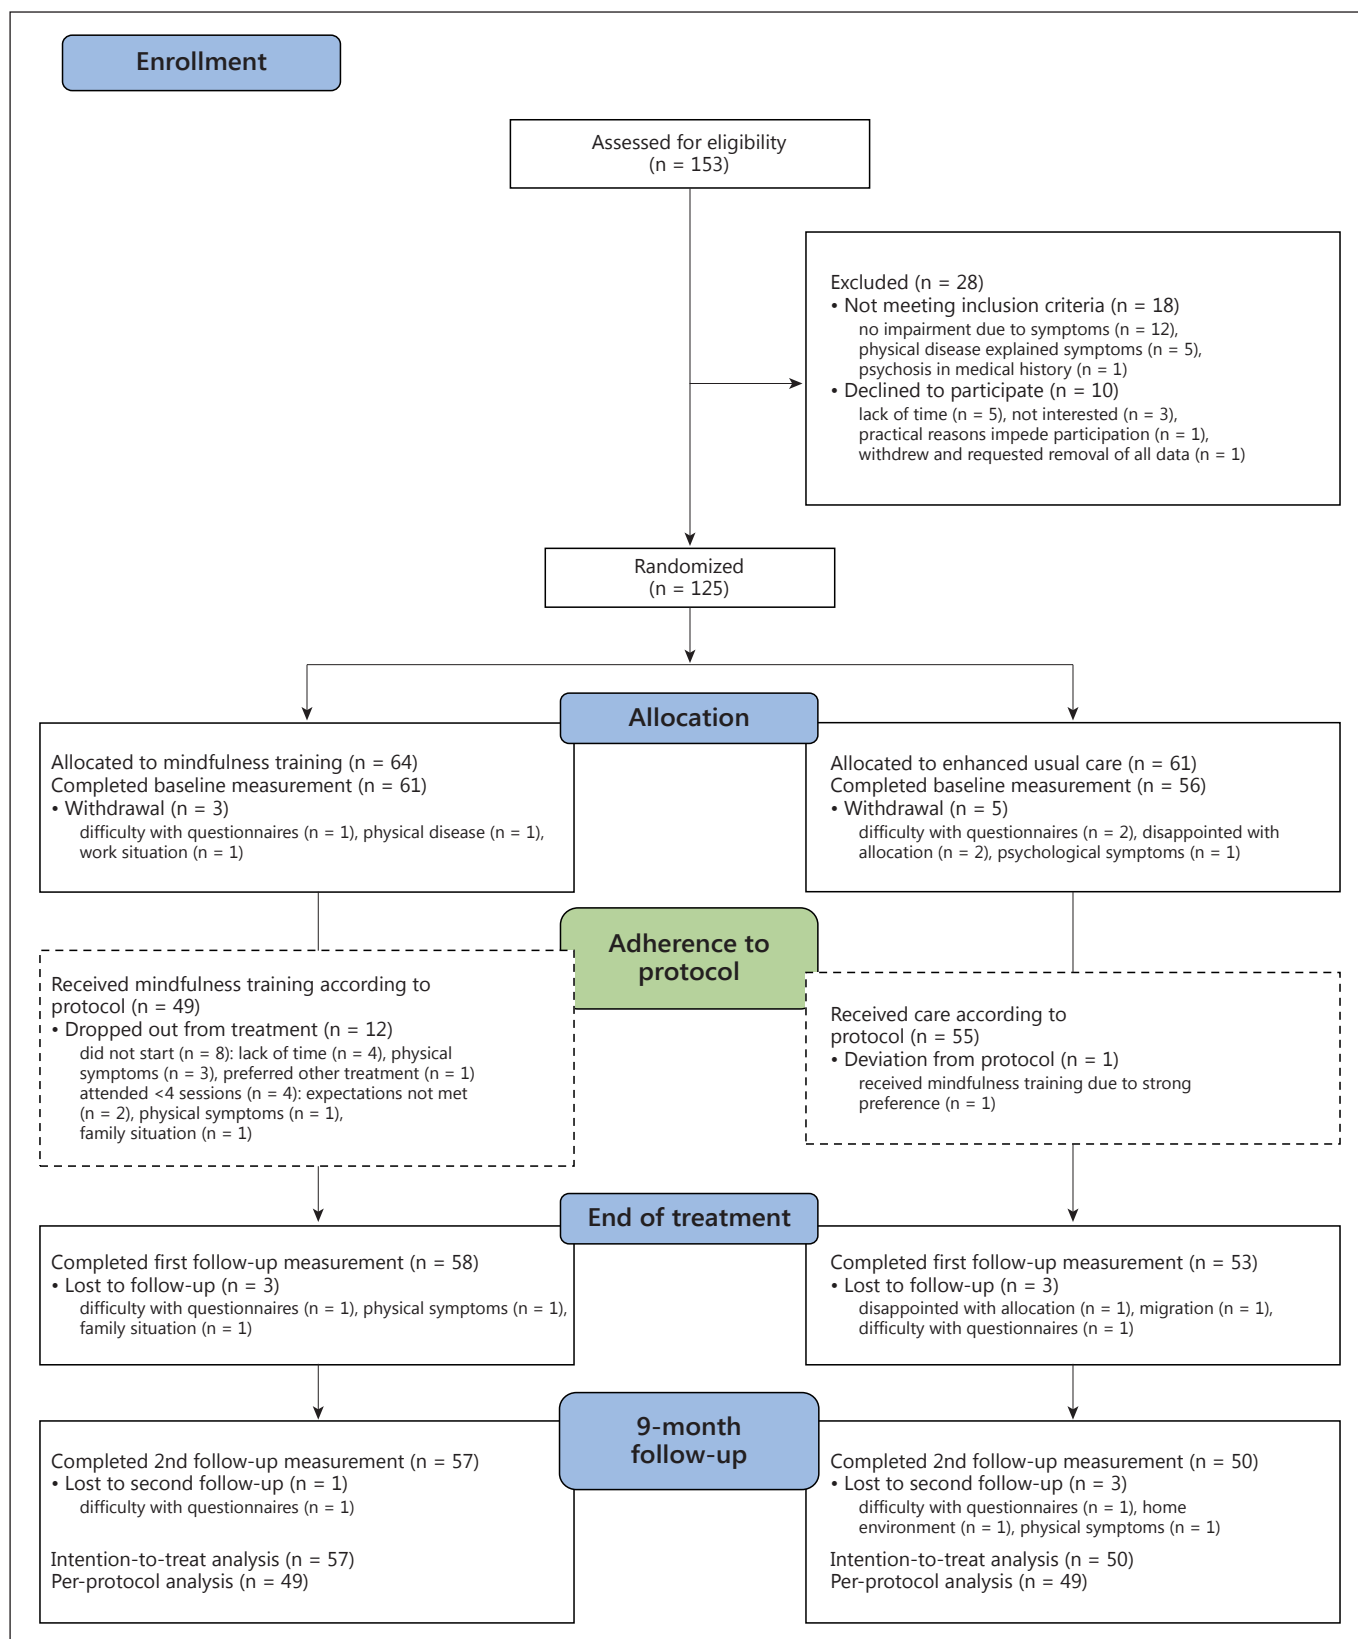 Enrollment
Assessed for eligibility
(n = 153)
Excluded (n = 28)
• Not meeting inclusion criteria (n = 18)
no impairment due to symptoms (n = 12),
physical disease explained symptoms (n = 5),
psychosis in medical history (n = 1)
• Declined to participate (n = 10)
lack of time (n = 5), not interested (n = 3),
practical reasons impede participation (n = 1),
withdrew and requested removal of all data (n = 1)
Randomized
(n = 125)
Allocation
Allocated to mindfulness training (n = 64)
Completed baseline measurement (n = 61)
• Withdrawal (n = 3)
difficulty with questionnaires (n = 1), physical disease (n = 1),
work situation (n = 1)
Allocated to enhanced usual care (n = 61)
Completed baseline measurement (n = 56)
• Withdrawal (n = 5)
difficulty with questionnaires (n = 2), disappointed with
allocation (n = 2), psychological symptoms (n = 1)
Adherence to
protocol
Received mindfulness training according to
protocol (n = 49)
• Dropped out from treatment (n = 12)
did not start (n = 8): lack of time (n = 4), physical
symptoms (n = 3), preferred other treatment (n = 1)
attended <4 sessions (n = 4): expectations not met
(n = 2), physical symptoms (n = 1),
family situation (n = 1)
Received care according to
protocol (n = 55)
• Deviation from protocol (n = 1)
received mindfulness training due to strong
preference (n = 1)
End of treatment
Completed first follow-up measurement (n = 58)
• Lost to follow-up (n = 3)
difficulty with questionnaires (n = 1), physical symptoms (n = 1),
family situation (n = 1)
Completed first follow-up measurement (n = 53)
• Lost to follow-up (n = 3)
disappointed with allocation (n = 1), migration (n = 1),
difficulty with questionnaires (n = 1)
9-month
follow-up
Completed 2nd follow-up measurement (n = 57)
• Lost to second follow-up (n = 1)
difficulty with questionnaires (n = 1)
Intention-to-treat analysis (n = 57)
Per-protocol analysis (n = 49)
Completed 2nd follow-up measurement (n = 50)
• Lost to second follow-up (n = 3)
difficulty with questionnaires (n = 1), home
environment (n = 1), physical symptoms (n = 1)
Intention-to-treat analysis (n = 50)
Per-protocol analysis (n = 49)